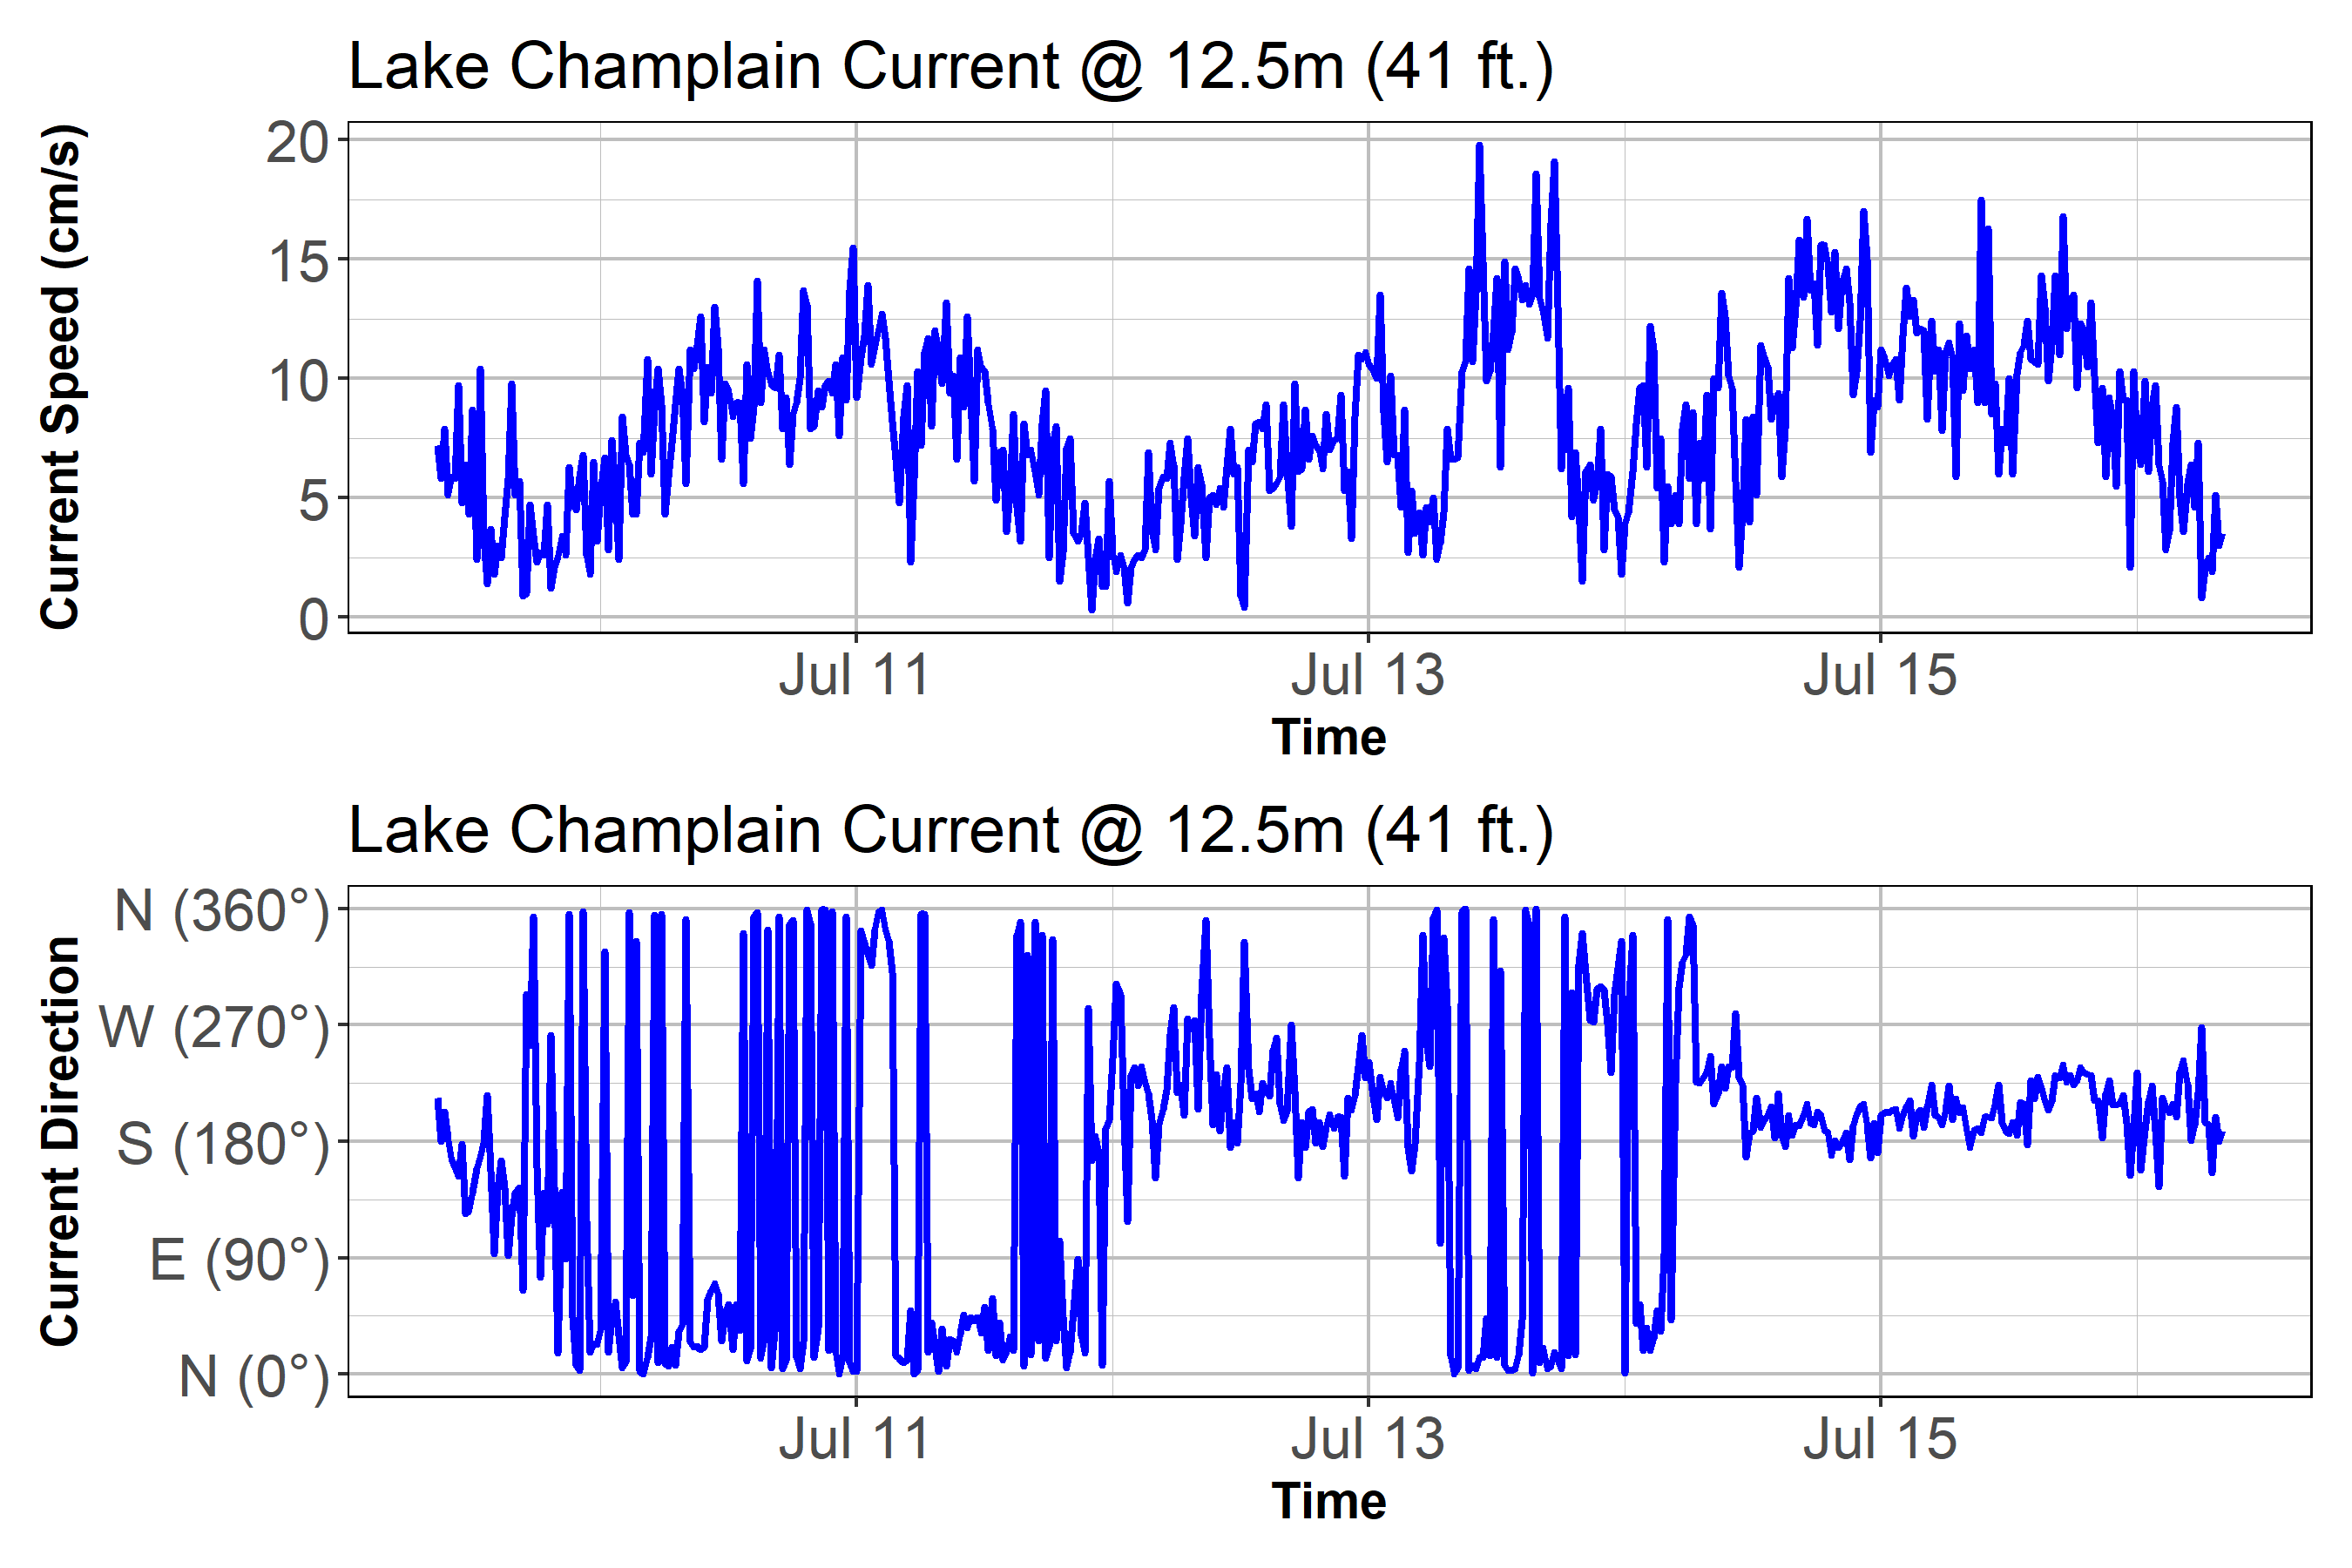 Lake Champlain Current @ 12.5m (41 ft.)
Current Speed (cm/s)
20
15
10
5
0
Jul 11
Jul 13
Jul 15
Time
Lake Champlain Current @ 12.5m (41 ft.)
Current Direction
N (360°)
W (270°)
S (180°)
E (90°)
N (0°)
Jul 11
Jul 13
Jul 15
Time